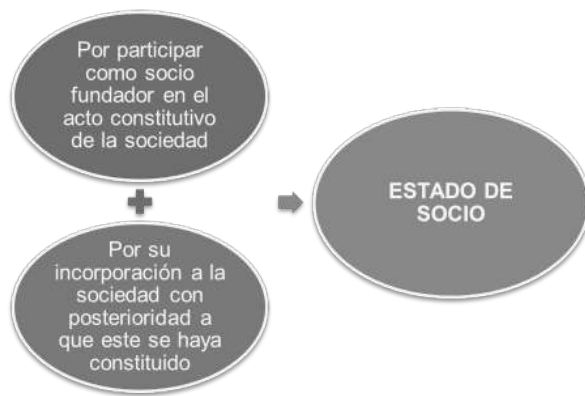 Por participar
como socio
fundador en el
acto constitutivo
de la sociedad
Por su
incorporación a la
sociedad con
posterioridad a
que este se haya
constituido
ESTADO DE
SOCIO